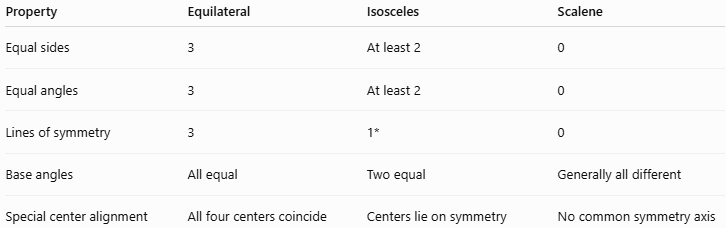 Property Equilateral Isosceles Scalene
Equal sides 3 At least 2 0
Equal angles 3 At least 2 0
Lines of symmetry 3 1* 0
Base angles All equal Two equal Generally all different
Special center alignment All four centers coincide Centers lie on symmetry No common symmetry axis